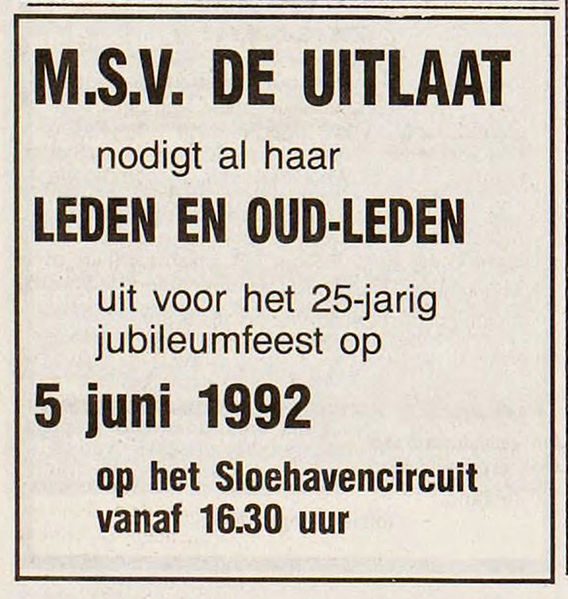 M.S.V. DE UITLAAT
nodigt al haar
LEDEN EN OUD-LEDEN
uit voor het 25-jarig
jubileumfeest op
5 juni 1992
op het Sloehavencircuit
vanaf 16.30 uur